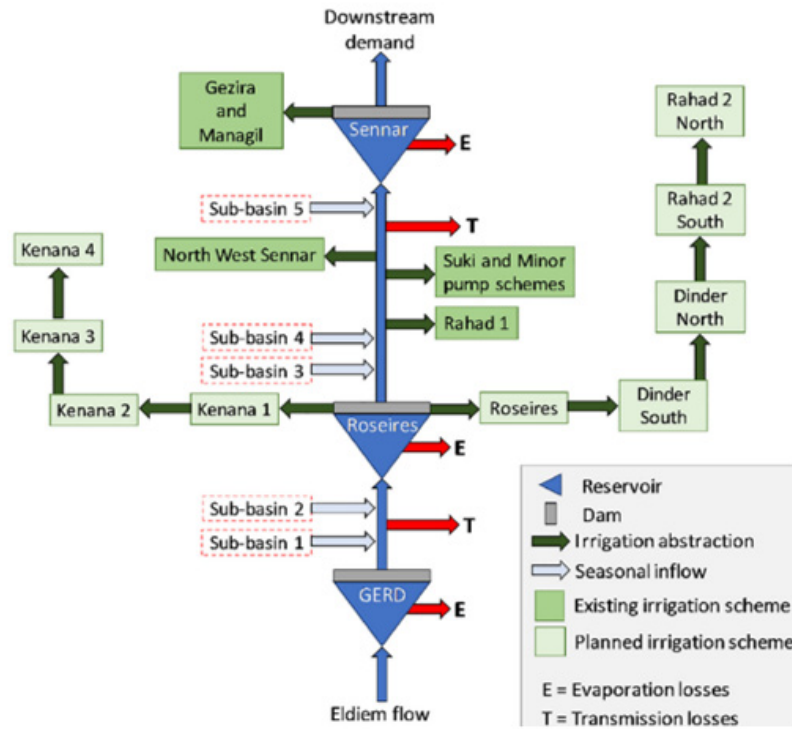 Downstream
demand
Gezira
and
Managil
Sennar
E
Rahad 2
North
Sub-basin 5
T
Rahad 2
South
Kenana 4
North West Sennar
Suki and Minor
pump schemes
Dinder
North
Kenana 3
Sub-basin 4
Rahad 1
Sub-basin 3
Kenana 2
Kenana 1
Roseires
Roseires
Dinder
South
E
Sub-basin 2
T
Sub-basin 1
GERD
E
Eldiem flow
Reservoir
Dam
Irrigation abstraction
Seasonal inflow
Existing irrigation scheme
Planned irrigation scheme
E = Evaporation losses
T = Transmission losses